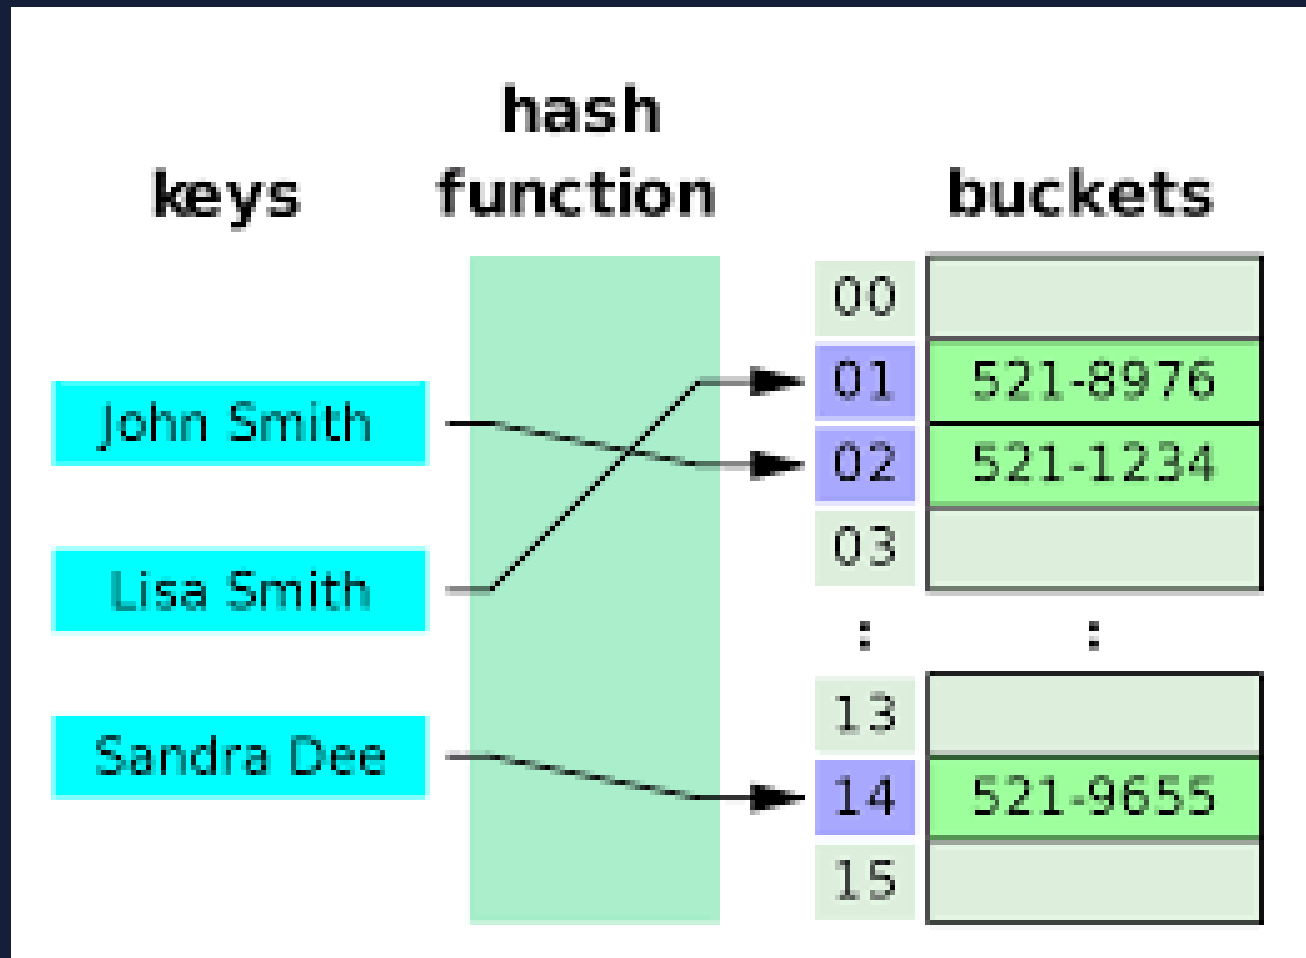 hash
keys function buckets
00
01 521-8976
John Smith
02 521-1234
03
Lisa Smith
: :
13
Sandra Dee
14 521-9655
15